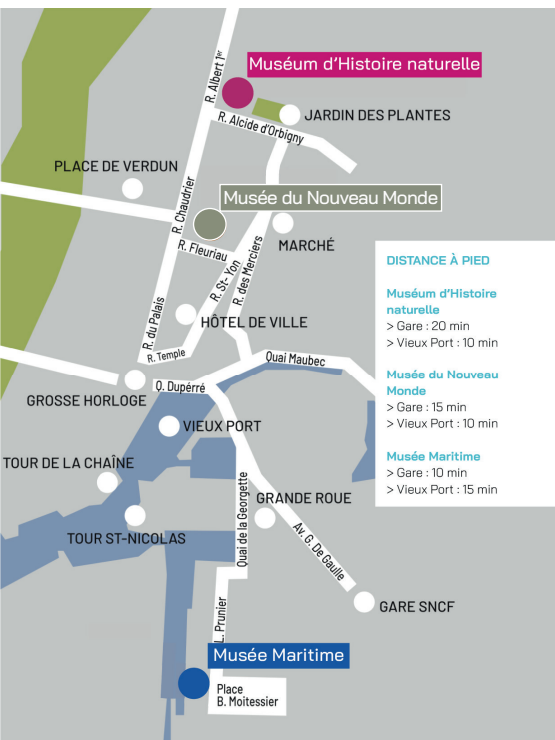 Muséum d'Histoire naturelle
R. Albert 1er
JARDIN DES PLANTES
R. Alcide d'Orbigny
PLACE DE VERDUN
R. Chaudrier
Musée du Nouveau Monde
MARCHÉ
R. Fleuriau
R. St- Yon
R. des Merciers
DISTANCE À PIED
Muséum d'Histoire
naturelle
> Gare : 20 min
> Vieux Port : 10 min
Musée du Nouveau
Monde
> Gare : 15 min
> Vieux Port : 10 min
Musée Maritime
> Gare : 10 min
> Vieux Port : 15 min
HÔTEL DE VILLE
R. du Palais
R. Temple
Quai Maubec
GROSSE HORLOGE
Q. Dupérré
VIEUX PORT
TOUR DE LA CHAÎNE
Quai de la Georgette
GRANDE ROUE
TOUR ST-NICOLAS
Av. G. De Gaulle
GARE SNCF
L. Prunier
Musée Maritime
Place
B. Moitessier